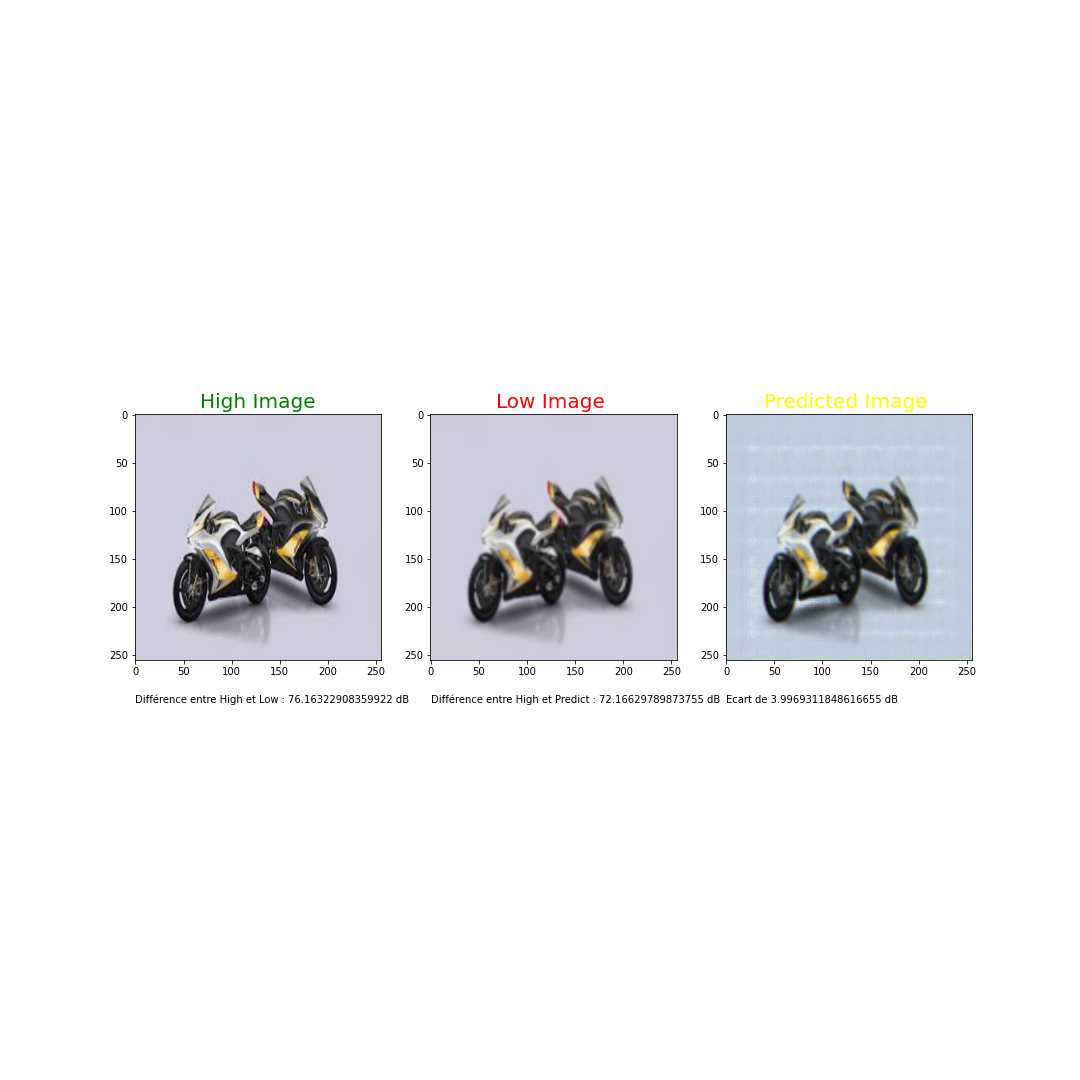 High Image
Low Image
Predicted Image
0
50
100
150
200
250
0 50 100 150 200 250
0
50
100
150
200
250
0 50 100 150 200 250
0
50
100
150
200
250
0 50 100 150 200 250
Différence entre High et Low : 76.16322908359922 dB
Différence entre High et Predict : 72.16629789873755 dB
Ecart de 3.9969311848616655 dB